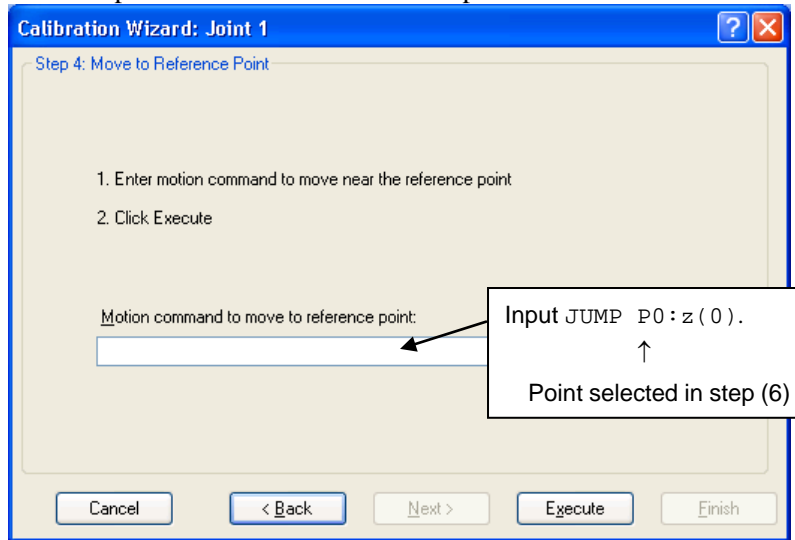 Calibration Wizard: Joint 1
Step 4: Move to Reference Point
1. Enter motion command to move near the reference point
2. Click Execute
Motion command to move to reference point:
Input JUMP P0:z(0).
↑
Point selected in step (6)
Cancel
< Back
Next >
Execute
Finish